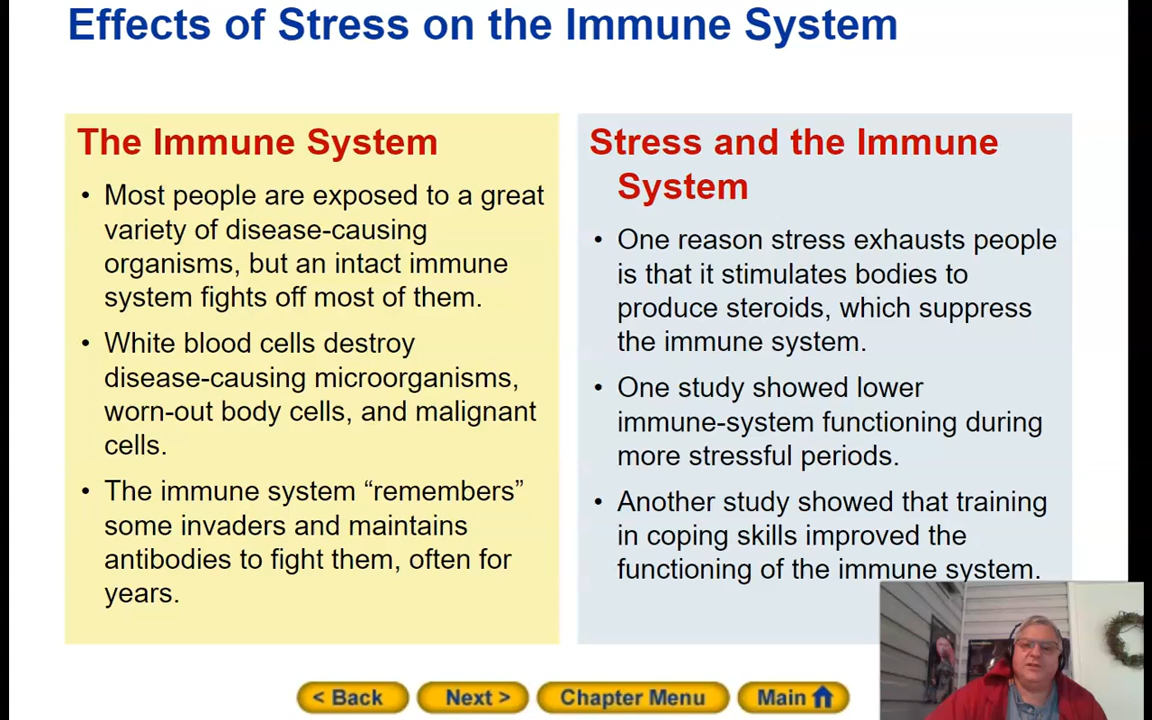 Effects of Stress on the Immune System
The Immune System
• Most people are exposed to a great
variety of disease-causing
organisms, but an intact immune
system fights off most of them.
• White blood cells destroy
disease-causing microorganisms,
worn-out body cells, and malignant
cells.
• The immune system “remembers”
some invaders and maintains
antibodies to fight them, often for
years.
Stress and the Immune
System
• One reason stress exhausts people
is that it stimulates bodies to
produce steroids, which suppress
the immune system.
• One study showed lower
immune-system functioning during
more stressful periods.
• Another study showed that training
in coping skills improved the
functioning of the immune system.
< Back
Next >
Chapter Menu
Main